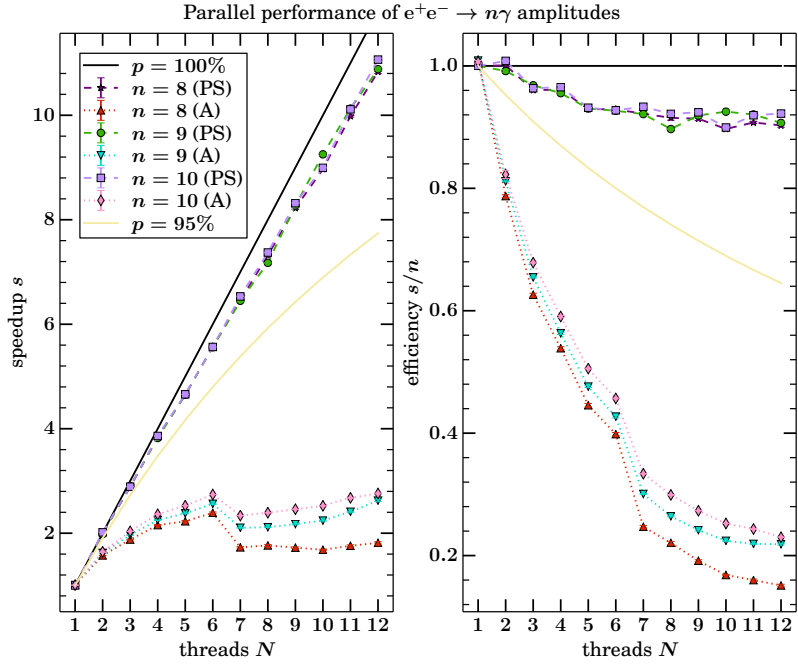 Parallel performance of e⁺e⁻ → nγ amplitudes
p = 100%
n = 8 (PS)
n = 8 (A)
n = 9 (PS)
n = 9 (A)
n = 10 (PS)
n = 10 (A)
p = 95%
speedup s
10
8
6
4
2
1 2 3 4 5 6 7 8 9 10 11 12
threads N
efficiency s/n
1.0
0.8
0.6
0.4
0.2
1 2 3 4 5 6 7 8 9 10 11 12
threads N